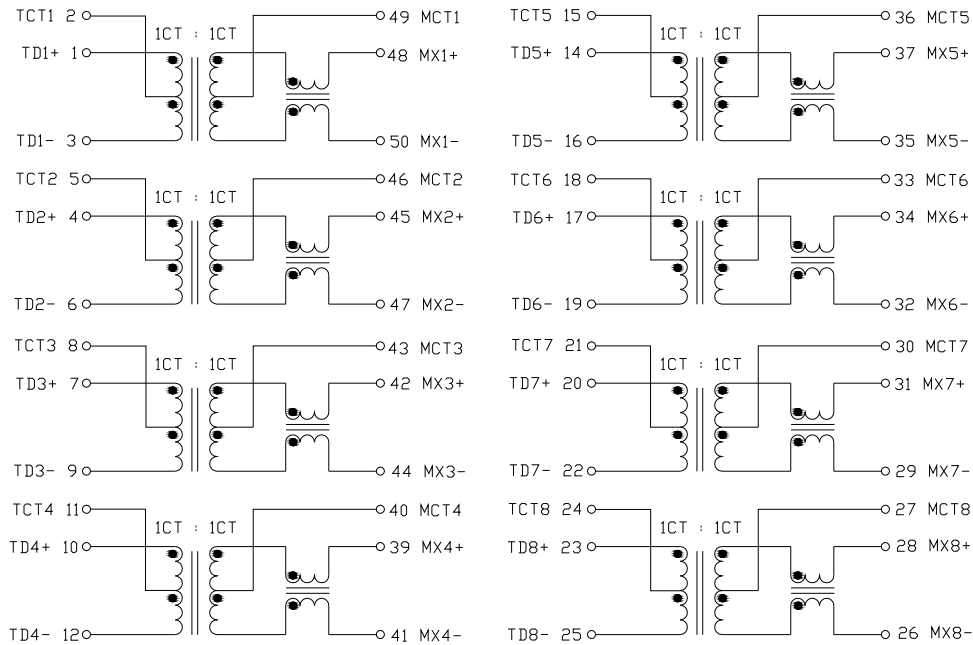 TCT1 2 49 MCT1 TCT5 15 36 MCT5
1CT : 1CT 1CT : 1CT
TD1+ 1 48 MX1+ TD5+ 14 37 MX5+
TD1- 3 50 MX1- TD5- 16 35 MX5-
TCT2 5 46 MCT2 TCT6 18 33 MCT6
1CT : 1CT 1CT : 1CT
TD2+ 4 45 MX2+ TD6+ 17 34 MX6+
TD2- 6 47 MX2- TD6- 19 32 MX6-
TCT3 8 43 MCT3 TCT7 21 30 MCT7
1CT : 1CT 1CT : 1CT
TD3+ 7 42 MX3+ TD7+ 20 31 MX7+
TD3- 9 44 MX3- TD7- 22 29 MX7-
TCT4 11 40 MCT4 TCT8 24 27 MCT8
1CT : 1CT 1CT : 1CT
TD4+ 10 39 MX4+ TD8+ 23 28 MX8+
TD4- 12 41 MX4- TD8- 25 26 MX8-